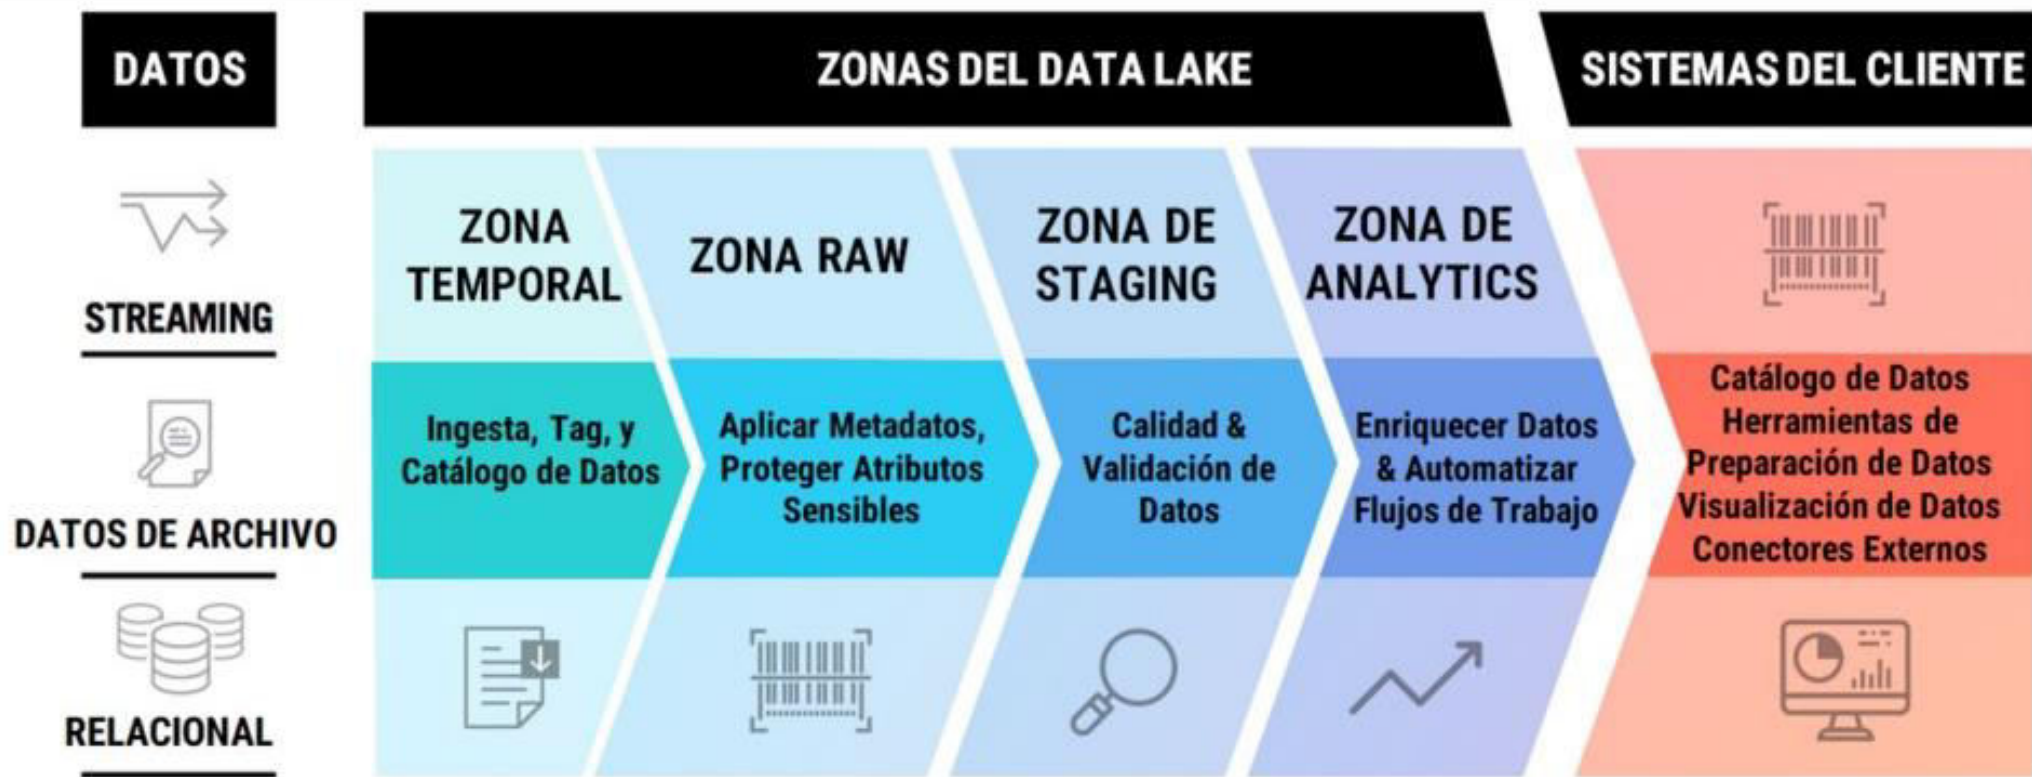 DATOS
ZONAS DEL DATA LAKE
SISTEMAS DEL CLIENTE
STREAMING
DATOS DE ARCHIVO
RELACIONAL
ZONA
TEMPORAL
Ingesta, Tag, y
Catálogo de Datos
ZONA RAW
Aplicar Metadatos,
Proteger Atributos
Sensibles
ZONA DE
STAGING
Calidad &
Validación de
Datos
ZONA DE
ANALYTICS
Enriquecer Datos
& Automatizar
Flujos de Trabajo
Catálogo de Datos
Herramientas de
Preparación de Datos
Visualización de Datos
Conectores Externos